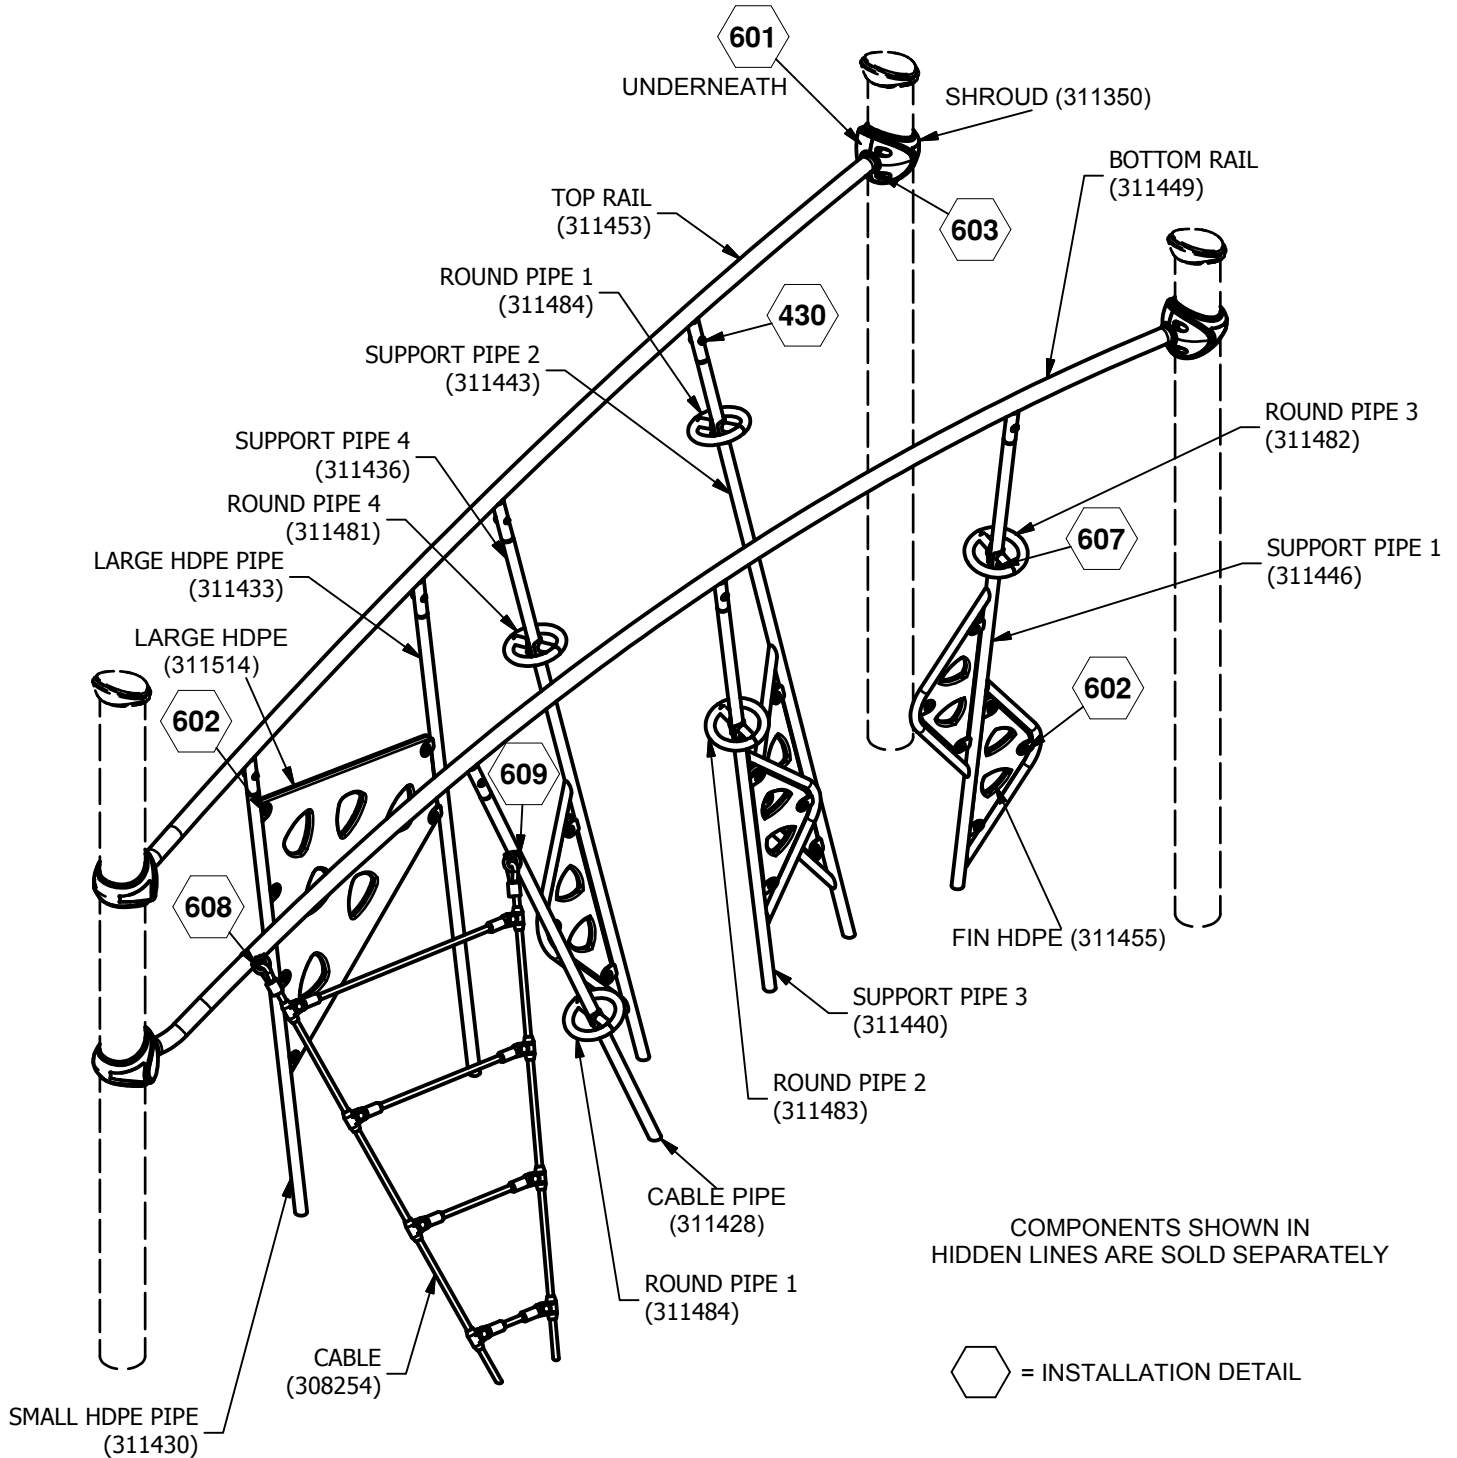 601
UNDERNEATH
SHROUD (311350)
BOTTOM RAIL
(311449)
TOP RAIL
(311453)
603
ROUND PIPE 1
(311484)
430
SUPPORT PIPE 2
(311443)
ROUND PIPE 3
(311482)
SUPPORT PIPE 4
(311436)
ROUND PIPE 4
(311481)
607
SUPPORT PIPE 1
(311446)
LARGE HDPE PIPE
(311433)
LARGE HDPE
(311514)
602
602
609
608
FIN HDPE (311455)
SUPPORT PIPE 3
(311440)
ROUND PIPE 2
(311483)
CABLE PIPE
(311428)
COMPONENTS SHOWN IN
HIDDEN LINES ARE SOLD SEPARATELY
ROUND PIPE 1
(311484)
CABLE
(308254)
= INSTALLATION DETAIL
SMALL HDPE PIPE
(311430)